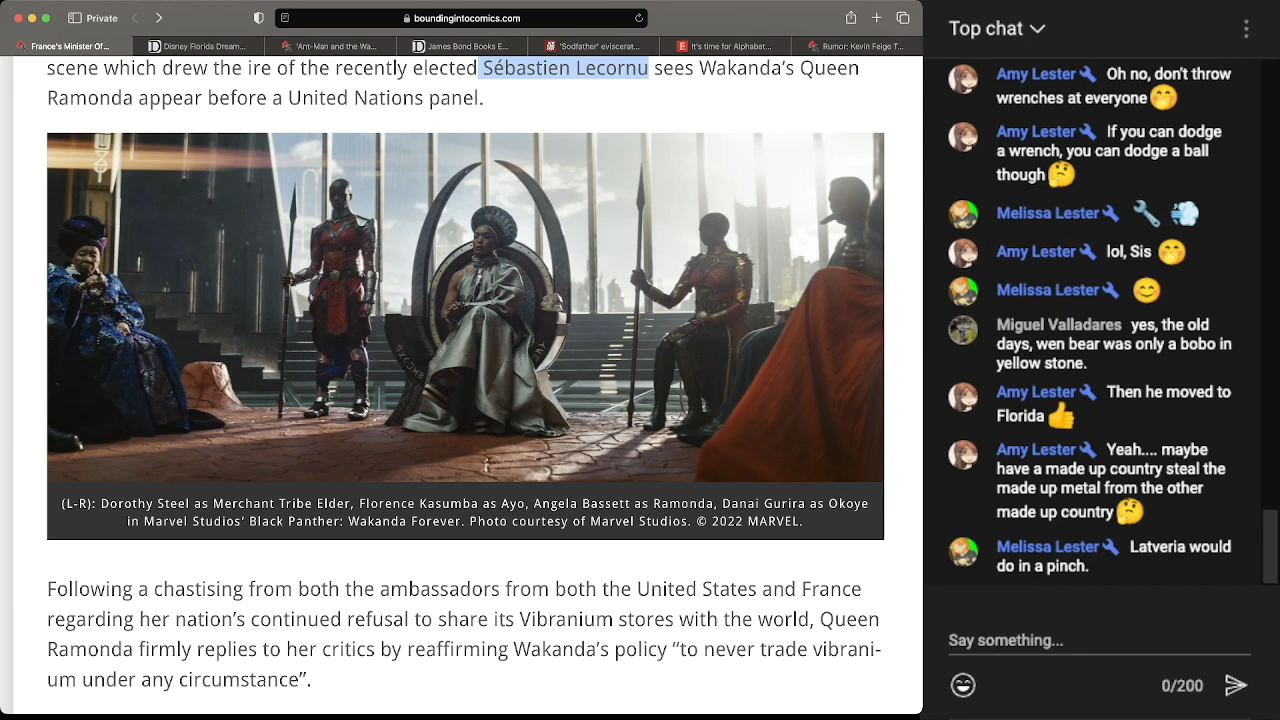 Private
boundingintocomics.com
France's Minister Of...
Disney Florida Dream...
'Ant-Man and the Wa...
James Bond Books E...
'Sodfather' eviscerat...
It's time for Alphabet...
Rumor: Kevin Feige T...
scene which drew the ire of the recently elected Sébastien Lecornu sees Wakanda's Queen
Ramonda appear before a United Nations panel.
(L-R): Dorothy Steel as Merchant Tribe Elder, Florence Kasumba as Ayo, Angela Bassett as Ramonda, Danai Gurira as Okoye
in Marvel Studios' Black Panther: Wakanda Forever. Photo courtesy of Marvel Studios. © 2022 MARVEL.
Following a chastising from both the ambassadors from both the United States and France
regarding her nation's continued refusal to share its Vibranium stores with the world, Queen
Ramonda firmly replies to her critics by reaffirming Wakanda's policy “to never trade vibrani-
um under any circumstance”.
Top chat
Amy Lester Oh no, don't throw
wrenches at everyone 🤭
Amy Lester If you can dodge
a wrench, you can dodge a ball
though 🤔
Melissa Lester 🔧 💨
Amy Lester lol, Sis 🤭
Melissa Lester 😊
Miguel Valladares yes, the old
days, wen bear was only a bobo in
yellow stone.
Amy Lester Then he moved to
Florida 👍
Amy Lester Yeah.... maybe
have a made up country steal the
made up metal from the other
made up country 🤔
Melissa Lester Latveria would
do in a pinch.
Say something...
0/200